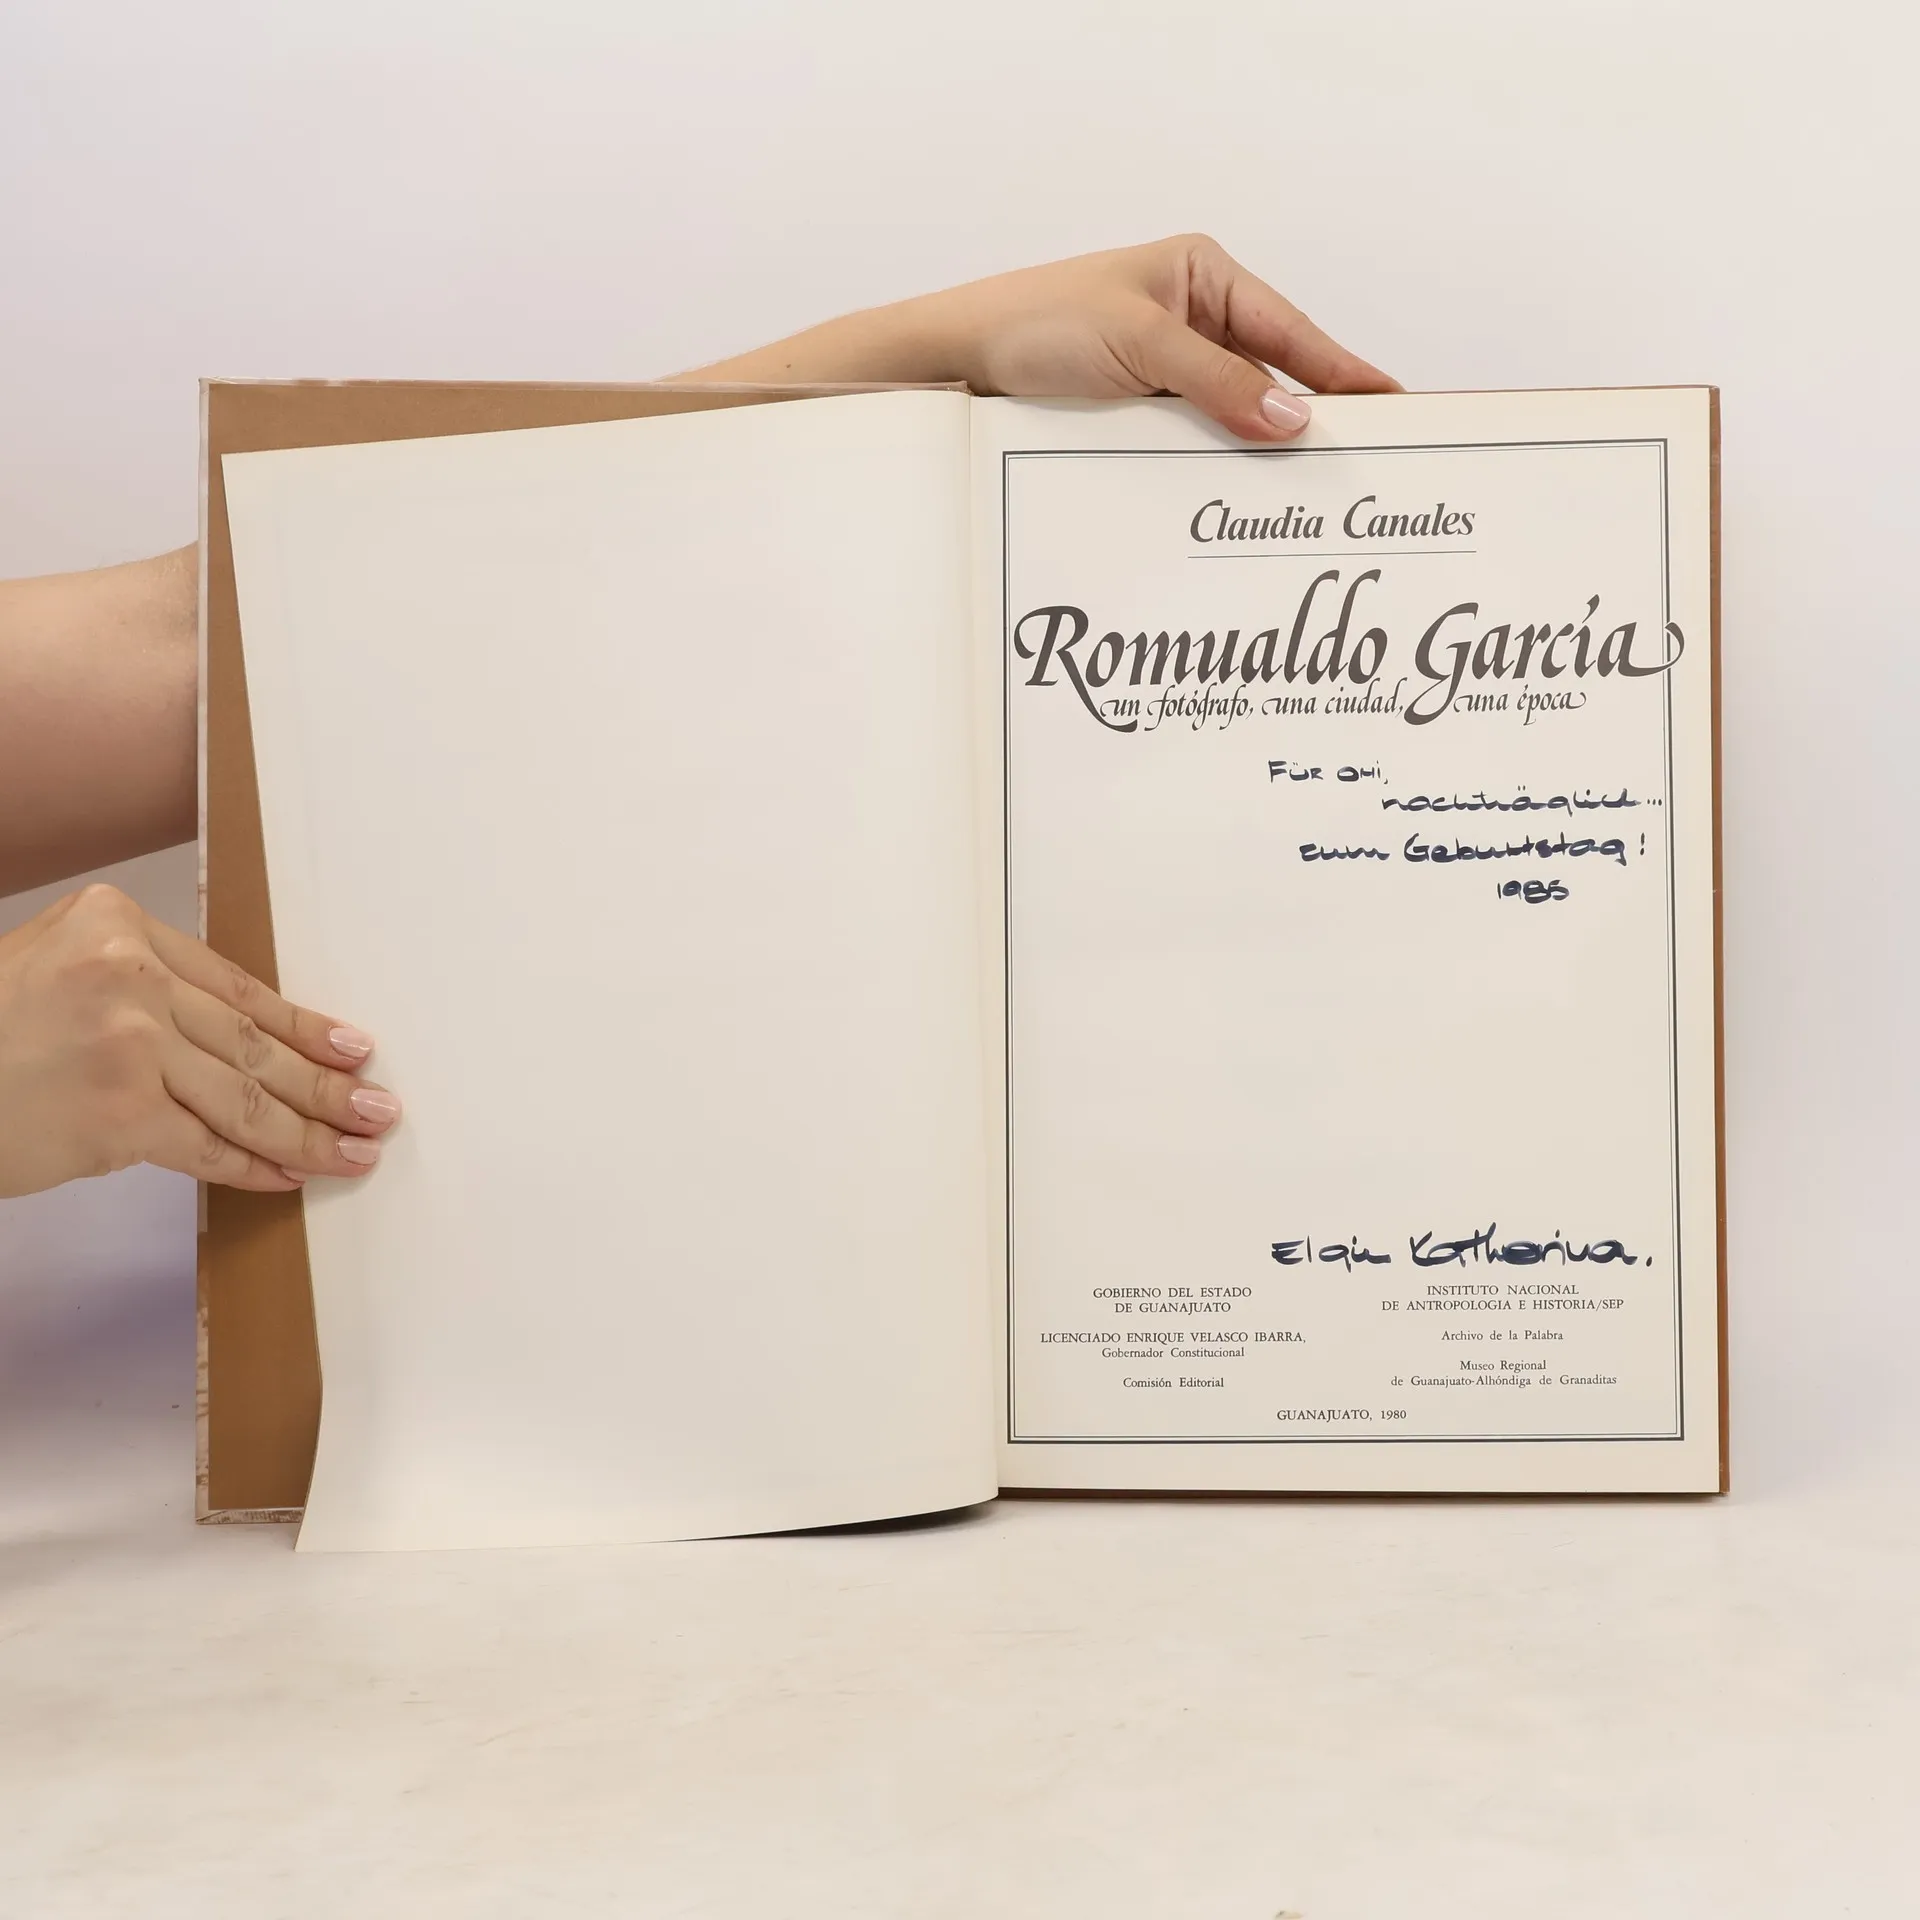 Claudia Canales
Romualdo García
un fotógrafo, una ciudad, una época
FÜR OHI,
nachträglich...
zum Geburtstag!
1985
Katharina.
GOBIERNO DEL ESTADO
DE GUANAJUATO
LICENCIADO ENRIQUE VELASCO IBARRA,
Gobernador Constitucional
Comisión Editorial
INSTITUTO NACIONAL
DE ANTROPOLOGIA E HISTORIA/SEP
Archivo de la Palabra
Museo Regional
de Guanajuato-Alhóndiga de Granaditas
GUANAJUATO, 1980